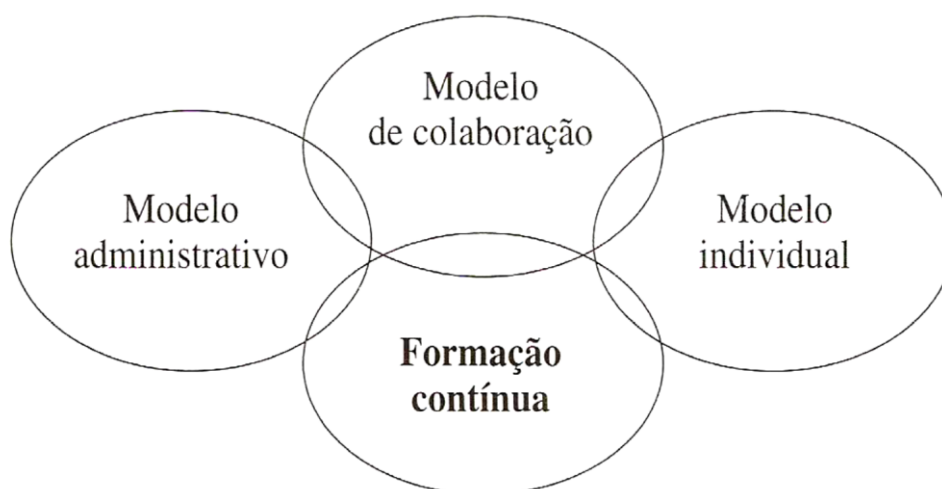 Modelo
de colaboração
Modelo
administrativo
Modelo
individual
Formação
contínua